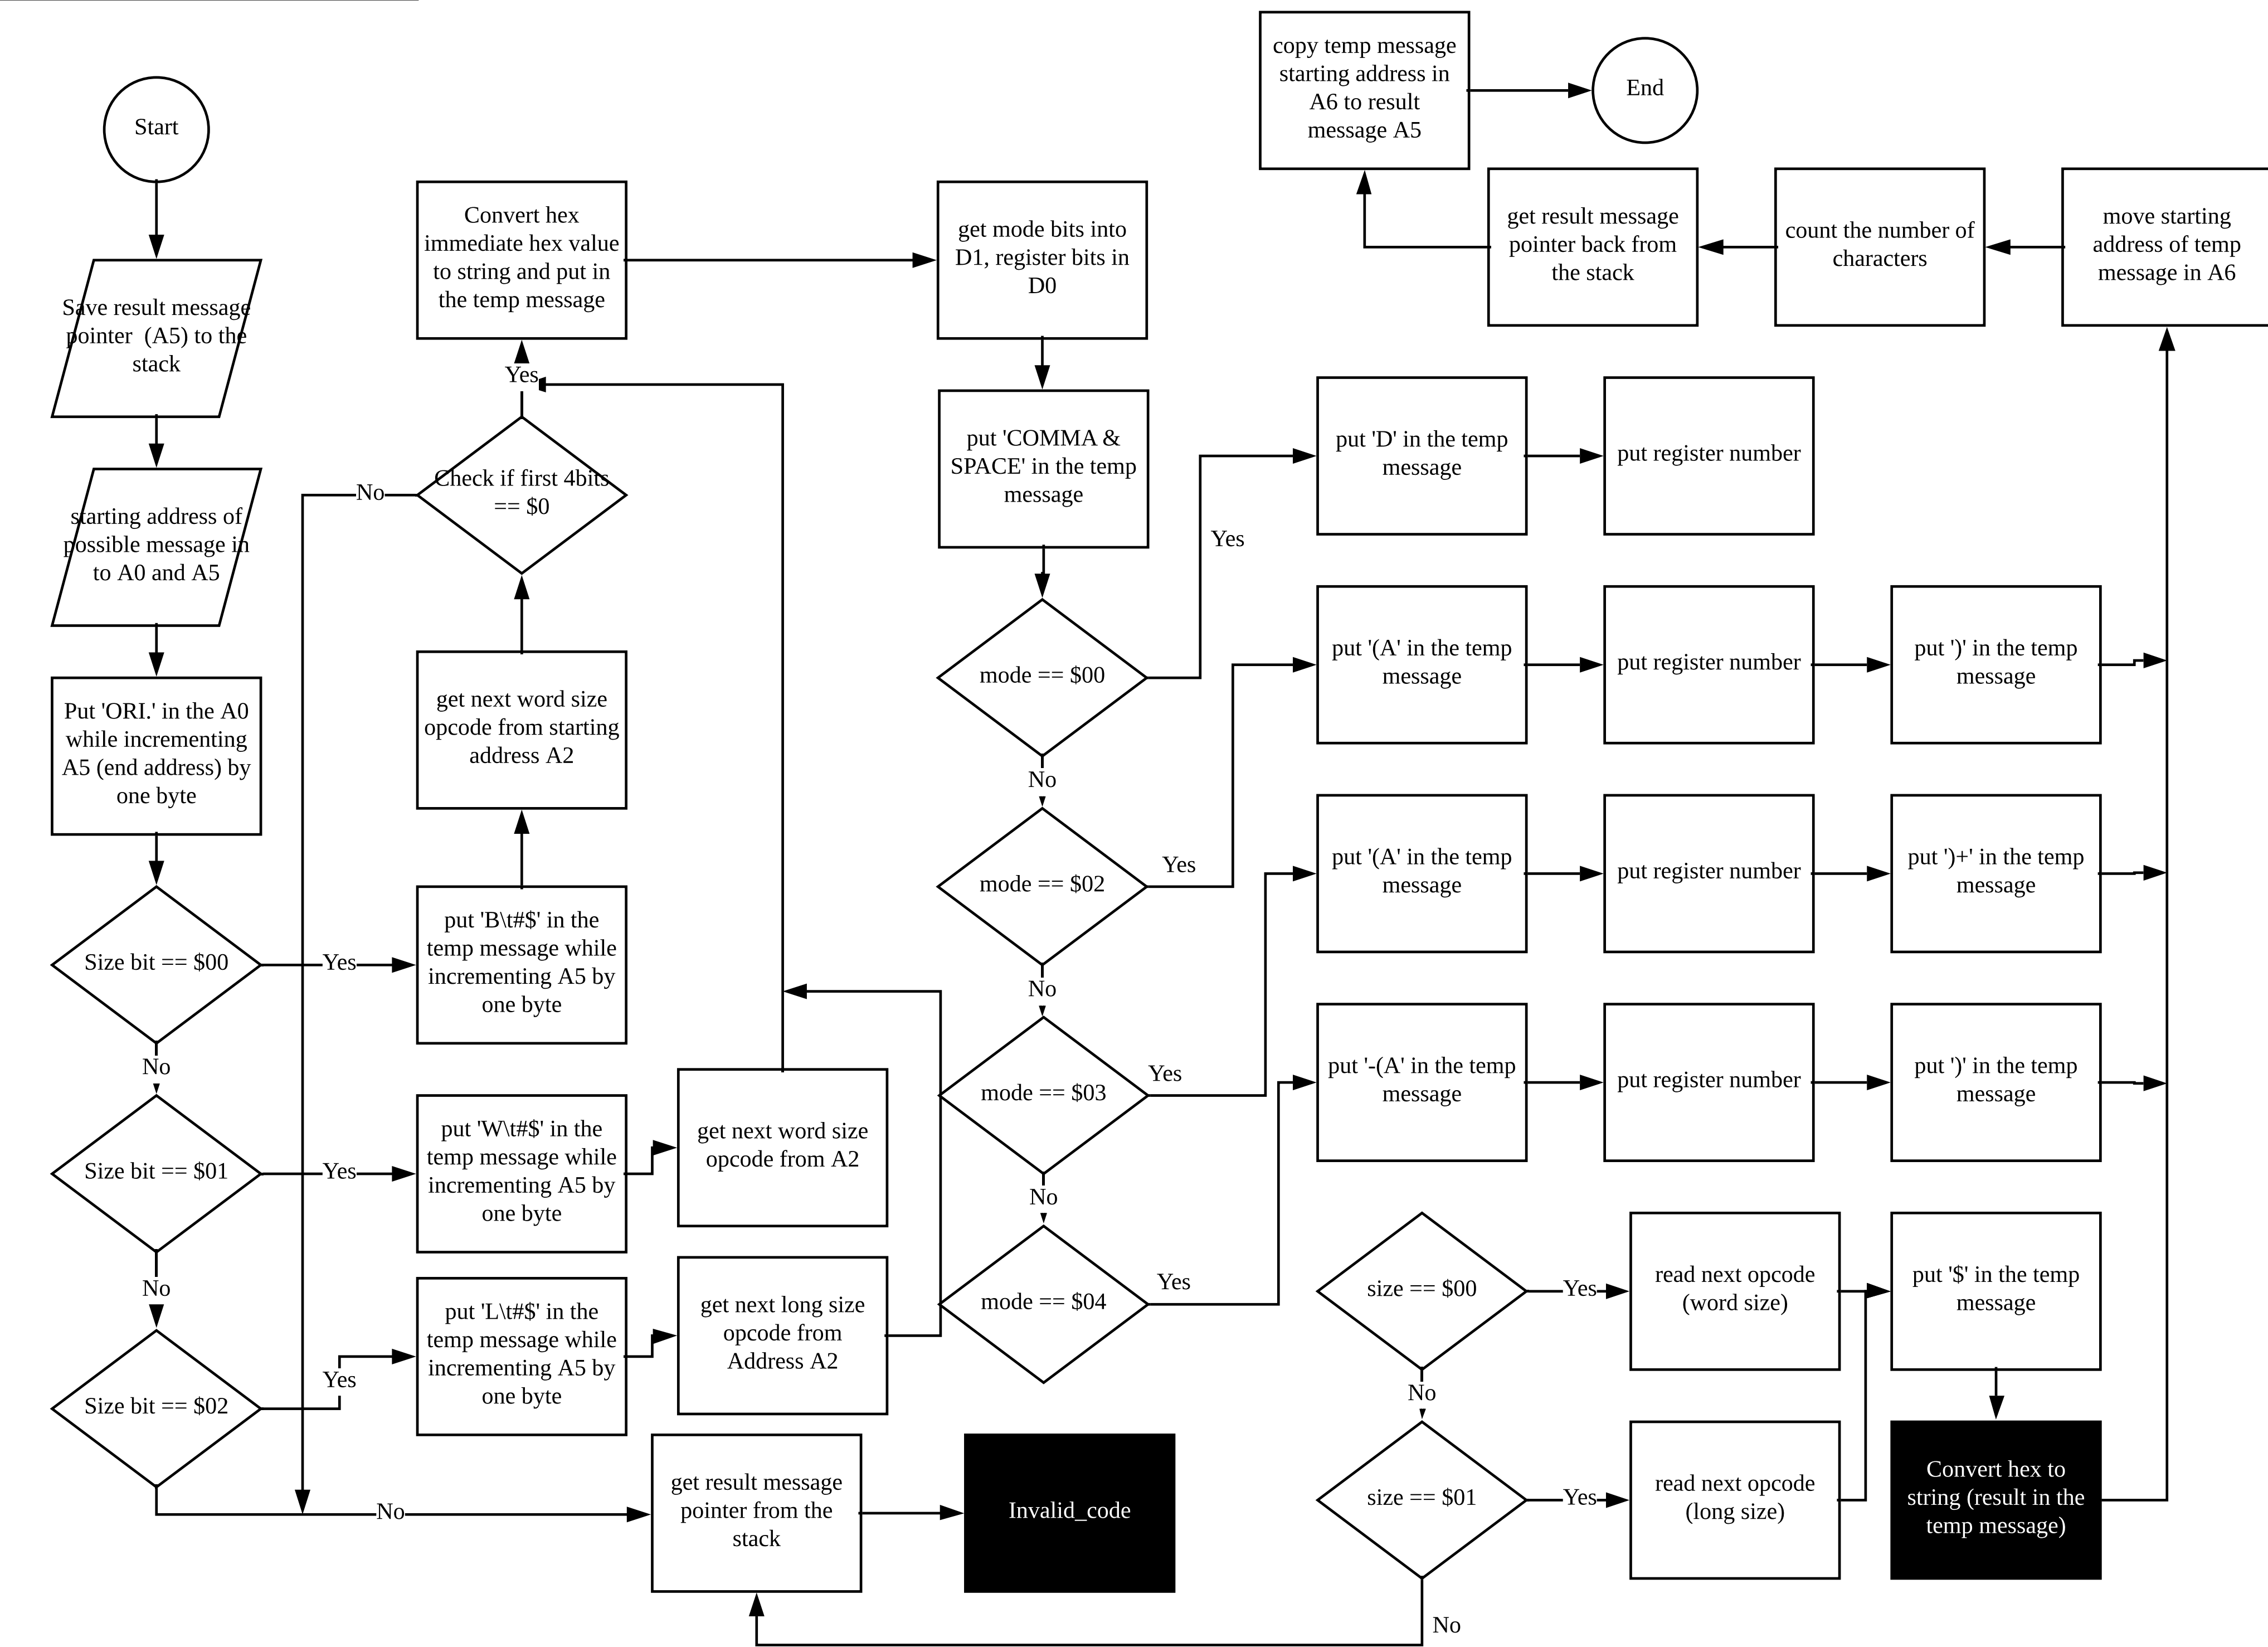 Start
Save result message
pointer  (A5) to the
stack
starting address of
possible message in
to A0 and A5
Put 'ORI.' in the A0
while incrementing
A5 (end address) by
one byte
Size bit == $00
Yes
No
Size bit == $01
Yes
No
Size bit == $02
Yes
No
Convert hex
immediate hex value
to string and put in
the temp message
Yes
Check if first 4bits
== $0
No
get next word size
opcode from starting
address A2
put 'B\t#$' in the
temp message while
incrementing A5 by
one byte
put 'W\t#$' in the
temp message while
incrementing A5 by
one byte
put 'L\t#$' in the
temp message while
incrementing A5 by
one byte
get next word size
opcode from A2
get next long size
opcode from
Address A2
get result message
pointer from the
stack
Invalid_code
get mode bits into
D1, register bits in
D0
put 'COMMA &
SPACE' in the temp
message
mode == $00
Yes
No
mode == $02
Yes
No
mode == $03
Yes
No
mode == $04
Yes
copy temp message
starting address in
A6 to result
message A5
End
get result message
pointer back from
the stack
count the number of
characters
move starting
address of temp
message in A6
put 'D' in the temp
message
put register number
put '(A' in the temp
message
put register number
put ')' in the temp
message
put '(A' in the temp
message
put register number
put ')+' in the temp
message
put '-(A' in the temp
message
put register number
put ')' in the temp
message
size == $00
Yes
read next opcode
(word size)
put '$' in the temp
message
No
size == $01
Yes
read next opcode
(long size)
Convert hex to
string (result in the
temp message)
No